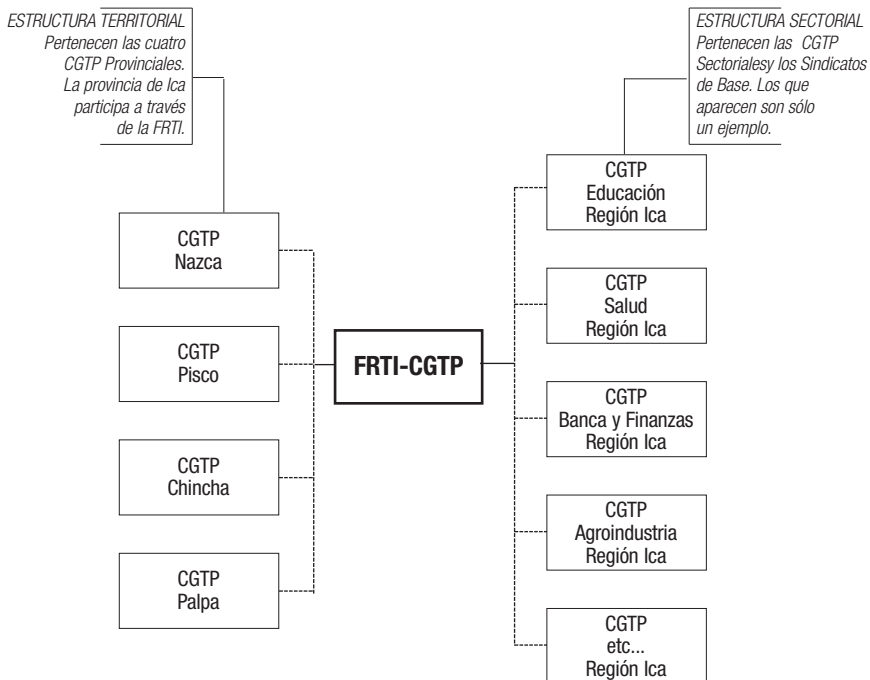 ESTRUCTURA TERRITORIAL
Pertenecen las cuatro
CGTP Provinciales.
La provincia de Ica
participa a través
de la FRTI.
ESTRUCTURA SECTORIAL
Pertenecen las CGTP
Sectorialesy los Sindicatos
de Base. Los que
aparecen son sólo
un ejemplo.
CGTP
Nazca
CGTP
Pisco
CGTP
Chincha
CGTP
Palpa
FRTI-CGTP
CGTP
Educación
Región Ica
CGTP
Salud
Región Ica
CGTP
Banca y Finanzas
Región Ica
CGTP
Agroindustria
Región Ica
CGTP
etc...
Región Ica